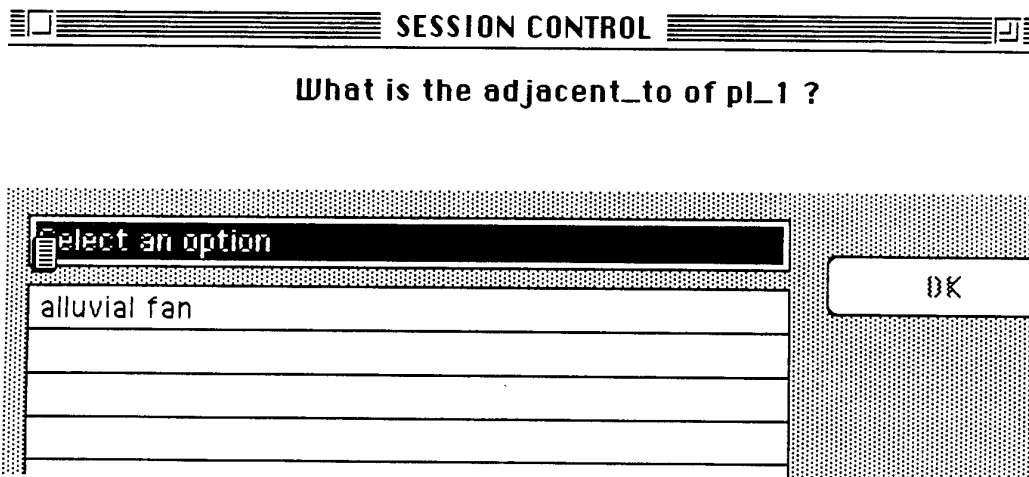 SESSION CONTROL
What is the adjacent_to of pl_1 ?
Select an option
OK
alluvial fan